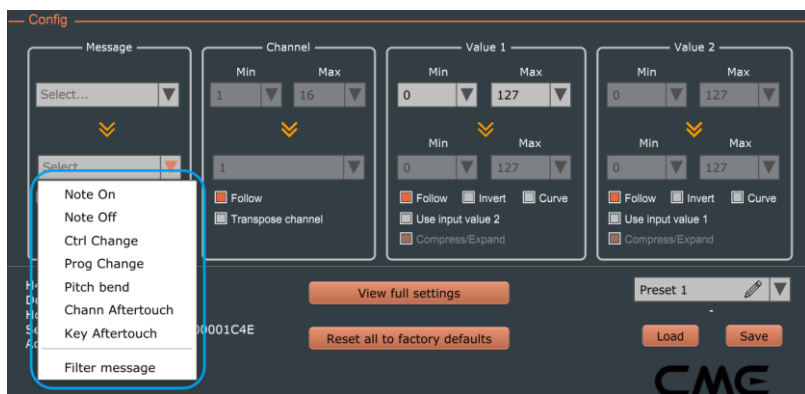 Config
Message
Channel
Value 1
Value 2
Min Max
Min Max
Min Max
Select...
1
16
0
127
0
127
Min Max
Min Max
Select
1
0
127
0
127
Follow
Follow Invert Curve
Follow Invert Curve
Transpose channel
Use input value 2
Use input value 1
Compress/Expand
Compress/Expand
Note On
Note Off
Ctrl Change
Prog Change
Pitch bend
Chann Aftertouch
Key Aftertouch
Filter message
00001C4E
View full settings
Reset all to factory defaults
Preset 1
-
Load
Save
CME